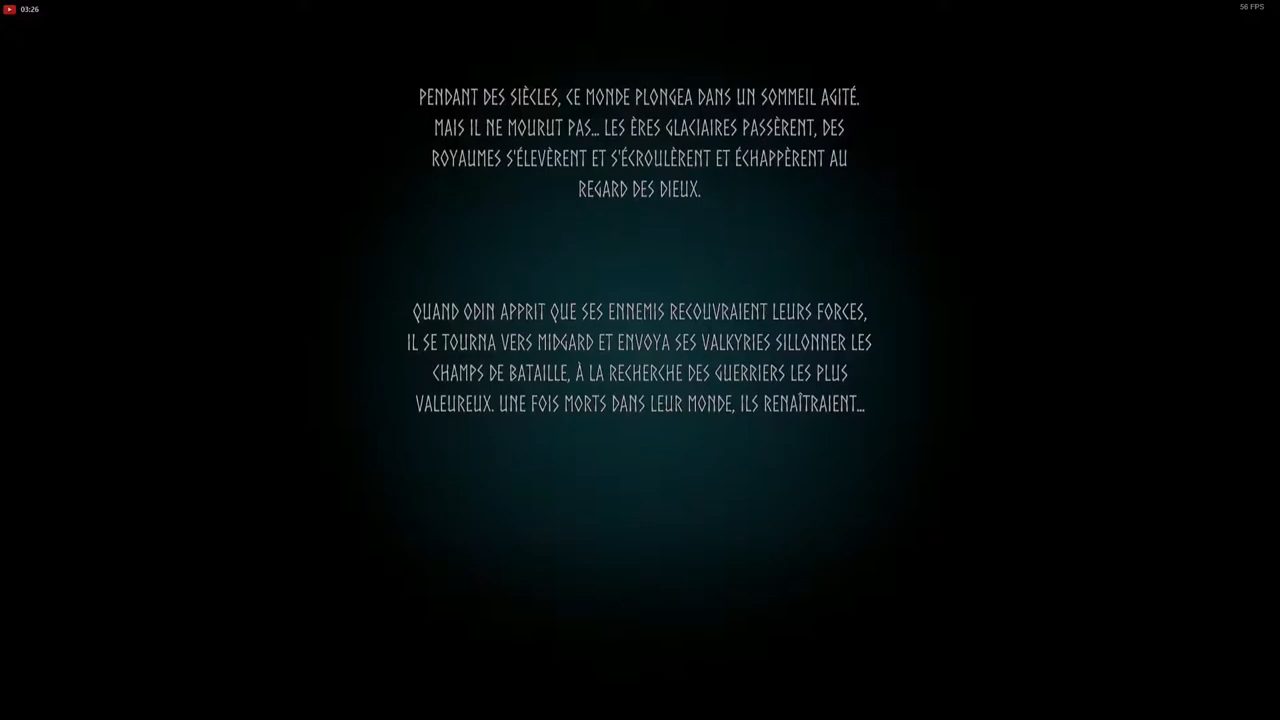 03:26
56 FPS
PENDANT DES SIÈCLES, CE MONDE PLONGEA DANS UN SOMMEIL AGITÉ.
MAIS IL NE MOURUT PAS... LES ÈRES GLACIAIRES PASSÈRENT, DES
ROYAUMES S'ÉLEVÈRENT ET S'ÉCROULÈRENT ET ÉCHAPPÈRENT AU
REGARD DES DIEUX.
QUAND ODIN APPRIT QUE SES ENNEMIS RECOUVRAIENT LEURS FORCES,
IL SE TOURNA VERS MIDGARD ET ENVOYA SES VALKYRIES SILLONNER LES
CHAMPS DE BATAILLE, À LA RECHERCHE DES GUERRIERS LES PLUS
VALEUREUX. UNE FOIS MORTS DANS LEUR MONDE, ILS RENAÎTRAIENT...